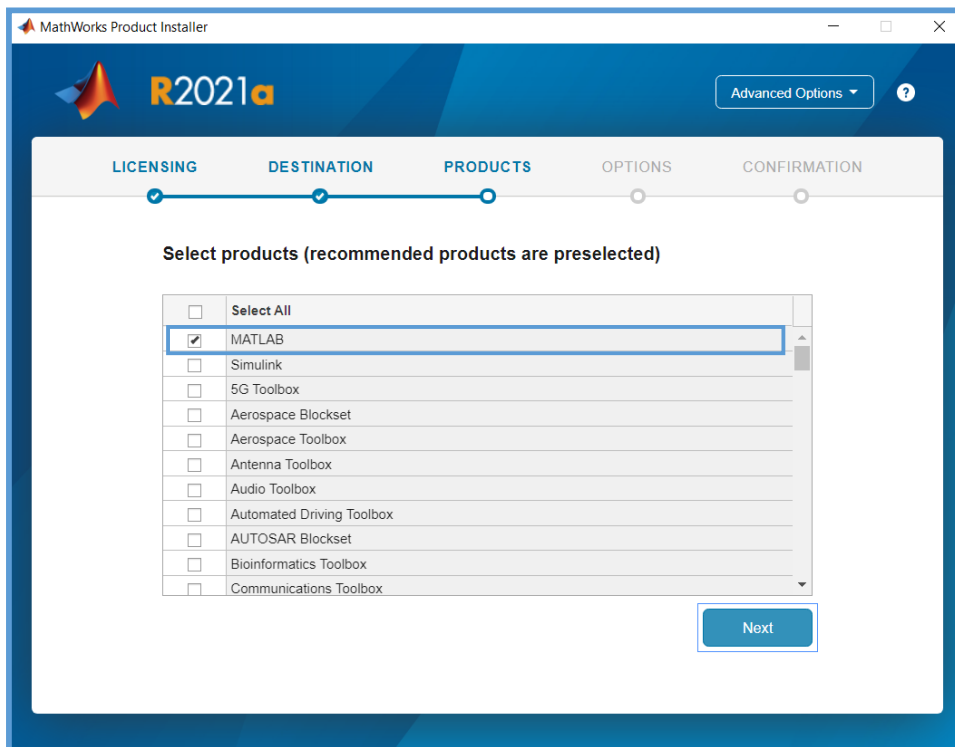 MathWorks Product Installer
R2021a
Advanced Options
?
LICENSING DESTINATION PRODUCTS OPTIONS CONFIRMATION
Select products (recommended products are preselected)
Select All
MATLAB
Simulink
5G Toolbox
Aerospace Blockset
Aerospace Toolbox
Antenna Toolbox
Audio Toolbox
Automated Driving Toolbox
AUTOSAR Blockset
Bioinformatics Toolbox
Communications Toolbox
Next